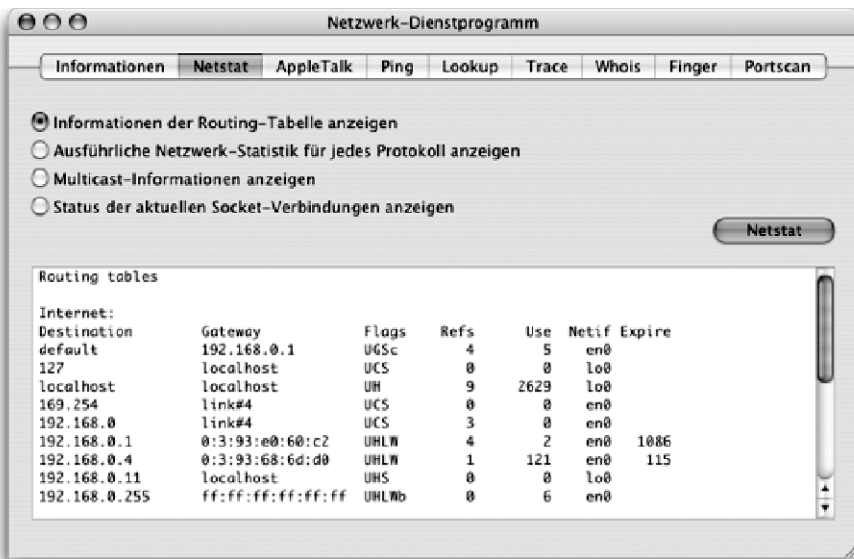 Netzwerk-Dienstprogramm
Informationen Netstat AppleTalk Ping Lookup Trace Whois Finger Portscan
Informationen der Routing-Tabelle anzeigen
Ausführliche Netzwerk-Statistik für jedes Protokoll anzeigen
Multicast-Informationen anzeigen
Status der aktuellen Socket-Verbindungen anzeigen
Netstat
Routing tables
Internet:
Destination Gateway Flags Refs Use Netif Expire
default 192.168.0.1 UGSc 4 5 en0
127 localhost UCS 0 0 lo0
localhost localhost UH 9 2629 lo0
169.254 link#4 UCS 0 0 en0
192.168.0 link#4 UCS 3 0 en0
192.168.0.1 0:3:93:e0:60:c2 UHLW 4 2 en0 1086
192.168.0.4 0:3:93:68:6d:d0 UHLW 1 121 en0 115
192.168.0.11 localhost UHS 0 0 lo0
192.168.0.255 ff:ff:ff:ff:ff:ff UHLWb 0 6 en0